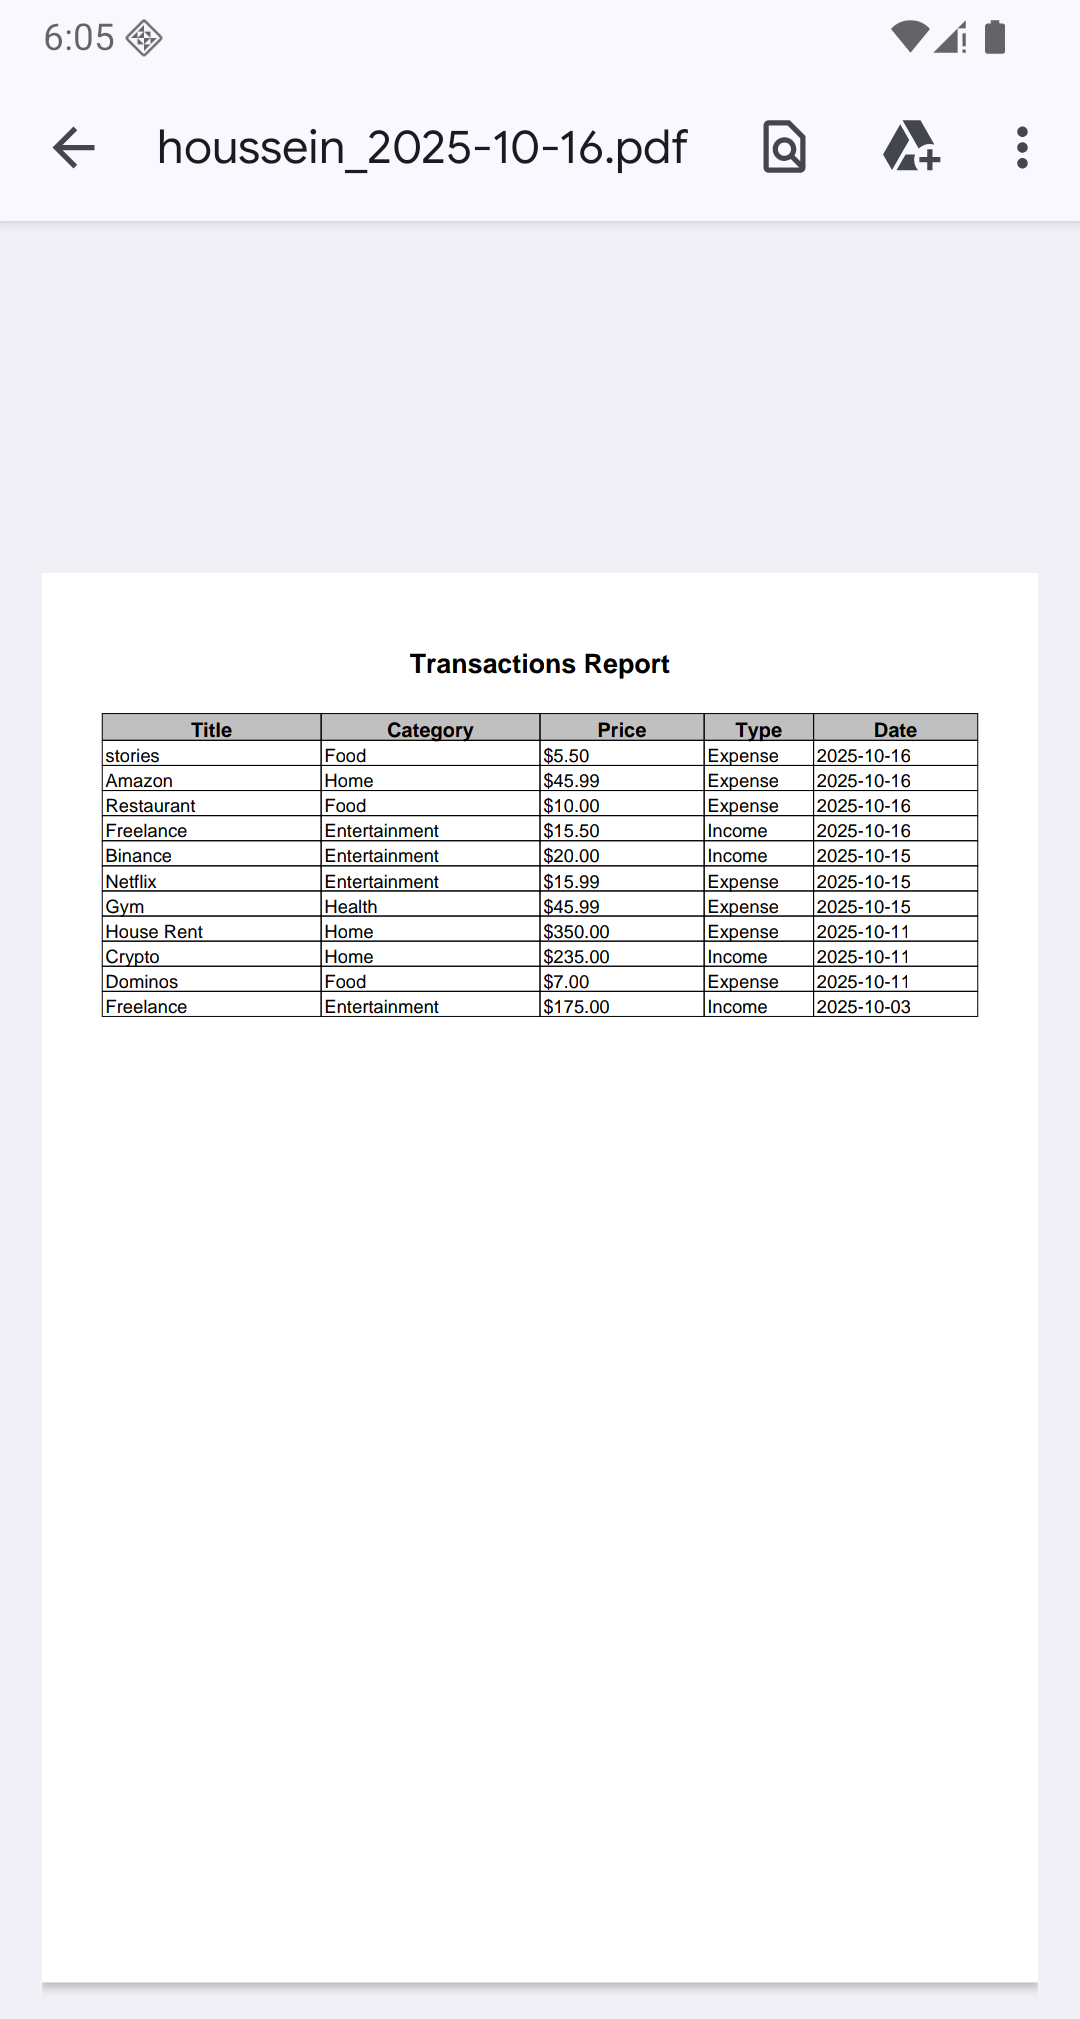 6:05
houssein_2025-10-16.pdf
Transactions Report
Title Category Price Type Date
stories Food $5.50 Expense 2025-10-16
Amazon Home $45.99 Expense 2025-10-16
Restaurant Food $10.00 Expense 2025-10-16
Freelance Entertainment $15.50 Income 2025-10-16
Binance Entertainment $20.00 Income 2025-10-15
Netflix Entertainment $15.99 Expense 2025-10-15
Gym Health $45.99 Expense 2025-10-15
House Rent Home $350.00 Expense 2025-10-11
Crypto Home $235.00 Income 2025-10-11
Dominos Food $7.00 Expense 2025-10-11
Freelance Entertainment $175.00 Income 2025-10-03